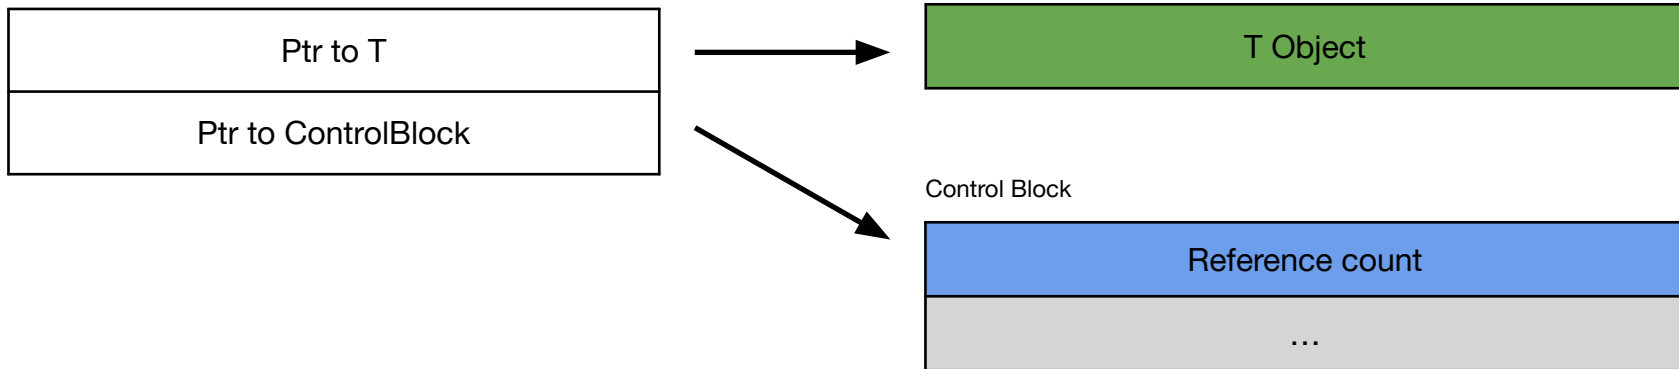 Ptr to T
Ptr to ControlBlock
T Object
Control Block
Reference count
...